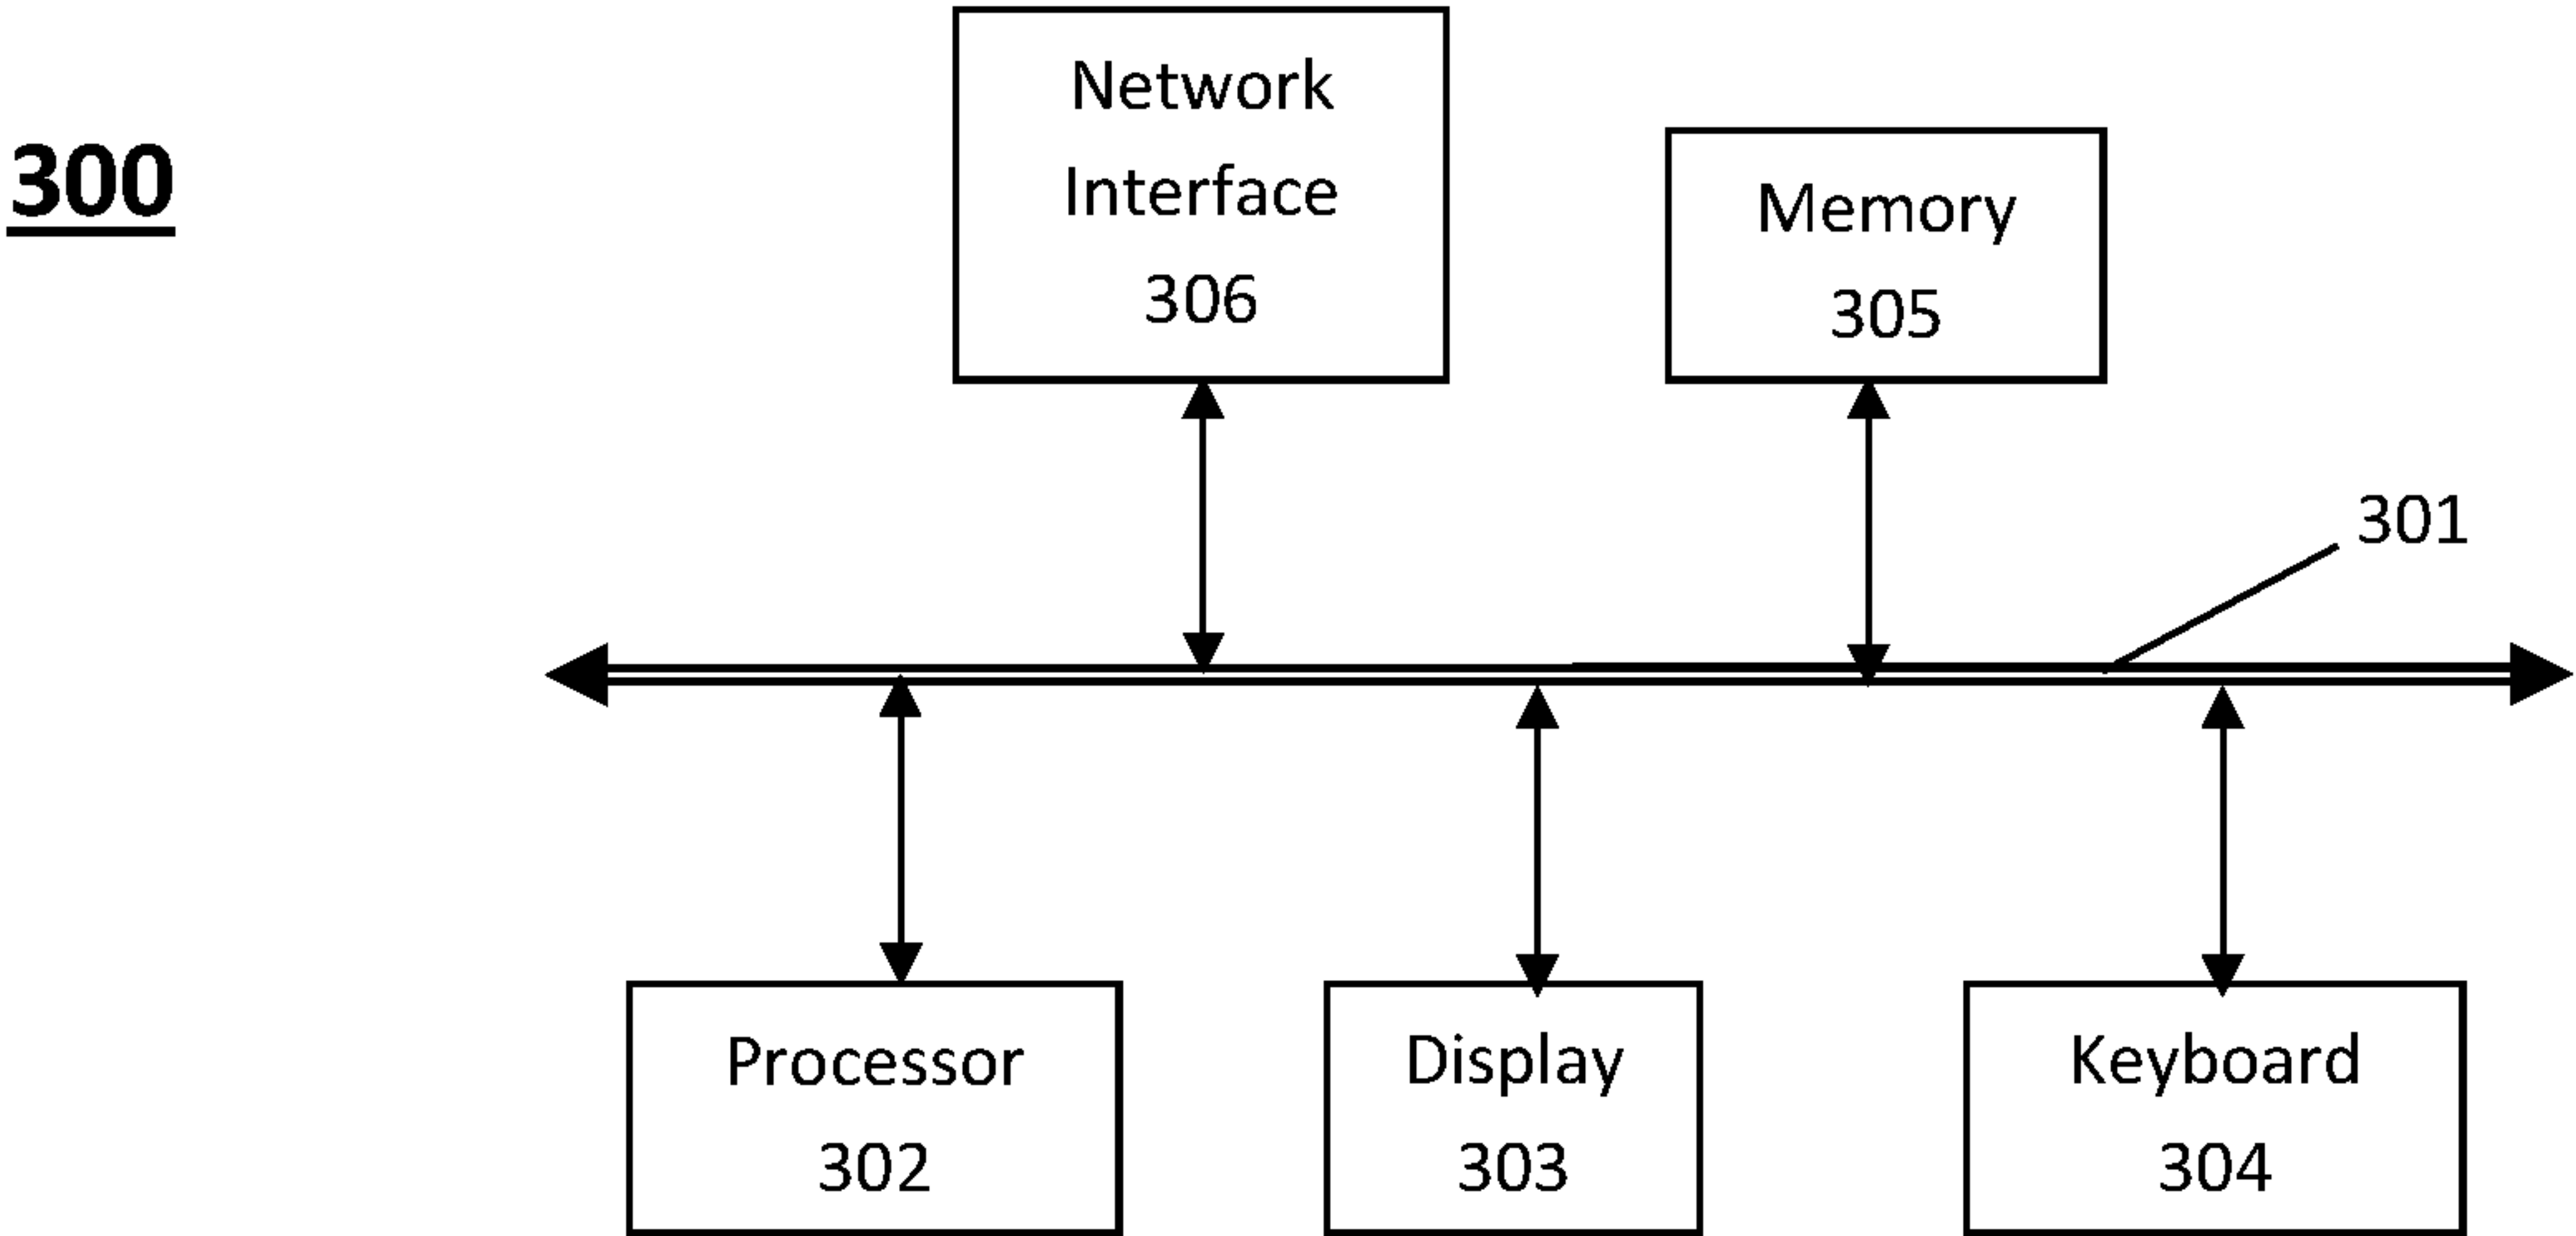 300
Network
Interface
306
Memory
305
301
Processor
302
Display
303
Keyboard
304